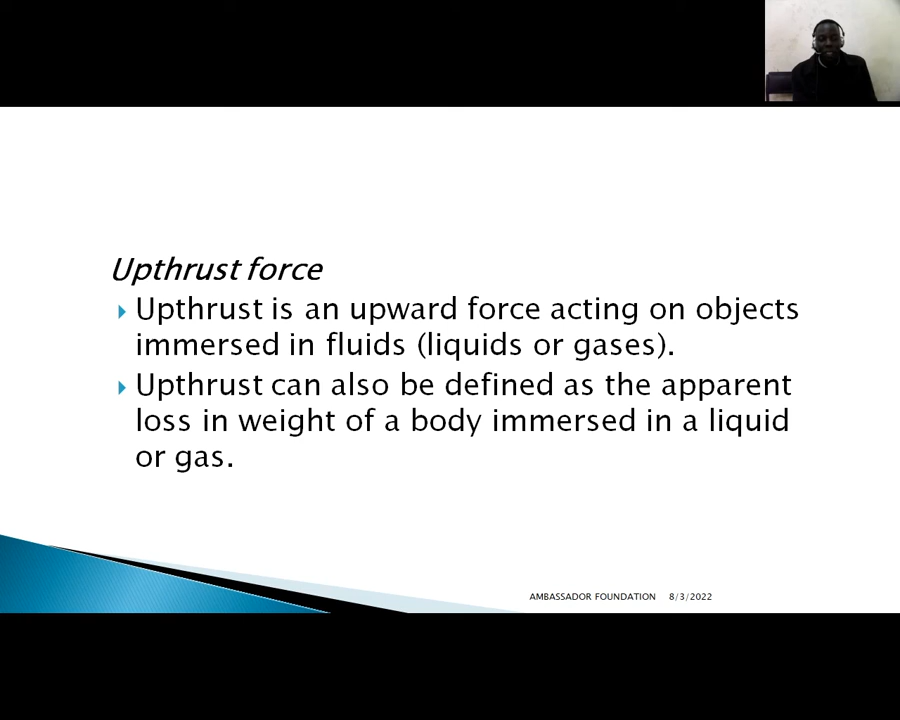 Upthrust force
Upthrust is an upward force acting on objects
immersed in fluids (liquids or gases).
Upthrust can also be defined as the apparent
loss in weight of a body immersed in a liquid
or gas.
AMBASSADOR FOUNDATION 8/3/2022